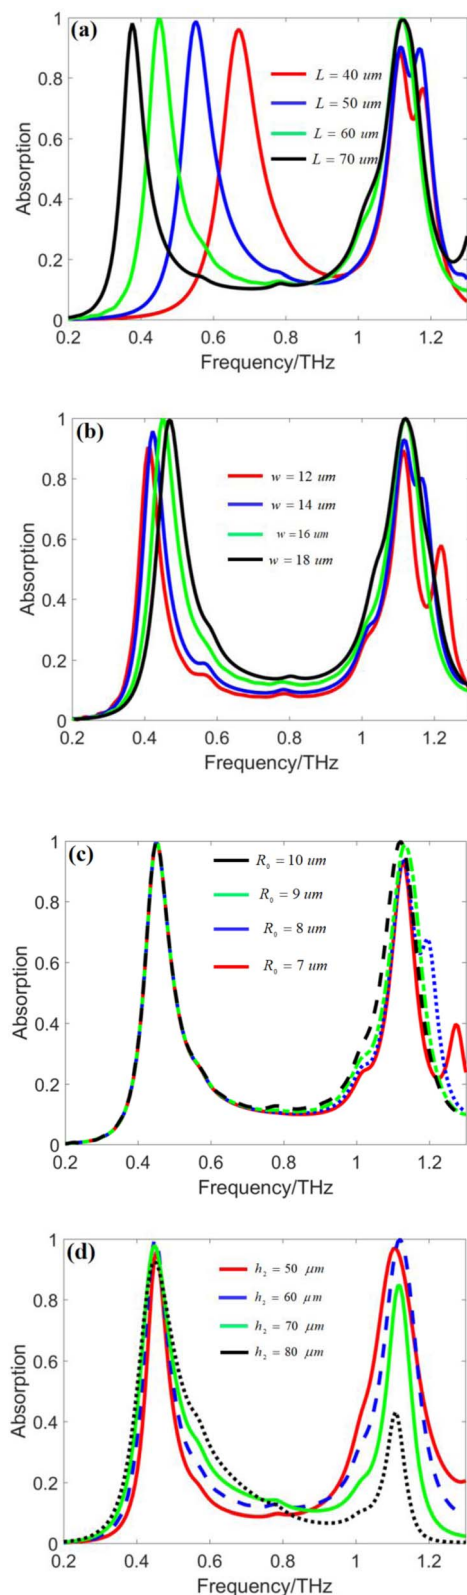 (a)
1
0.8
0.6
0.4
0.2
0
Absorption
L = 40 um
L = 50 um
L = 60 um
L = 70 um
0.2 0.4 0.6 0.8 1 1.2
Frequency/THz
(b)
1
0.8
0.6
0.4
0.2
0
Absorption
w = 12 um
w = 14 um
w = 16 um
w = 18 um
0.2 0.4 0.6 0.8 1 1.2
Frequency/THz
(c)
1
0.8
0.6
0.4
0.2
0
Absorption
R₀ = 10 um
R₀ = 9 um
R₀ = 8 um
R₀ = 7 um
0.2 0.4 0.6 0.8 1 1.2
Frequency/THz
(d)
1
0.8
0.6
0.4
0.2
0
Absorption
h₂ = 50 μm
h₂ = 60 μm
h₂ = 70 μm
h₂ = 80 μm
0.2 0.4 0.6 0.8 1 1.2
Frequency/THz